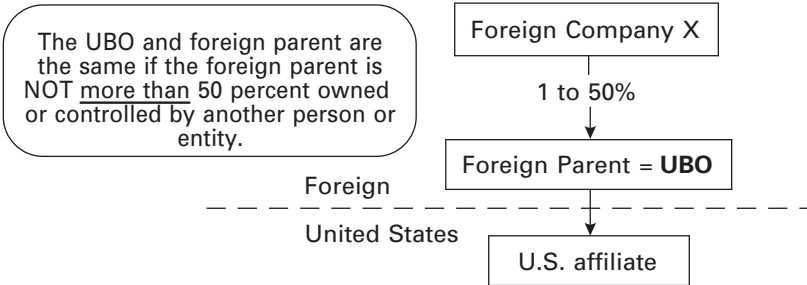 The UBO and foreign parent are
the same if the foreign parent is
NOT more than 50 percent owned
or controlled by another person or
entity.
Foreign Company X
1 to 50%
Foreign Parent = UBO
Foreign
United States
U.S. affiliate